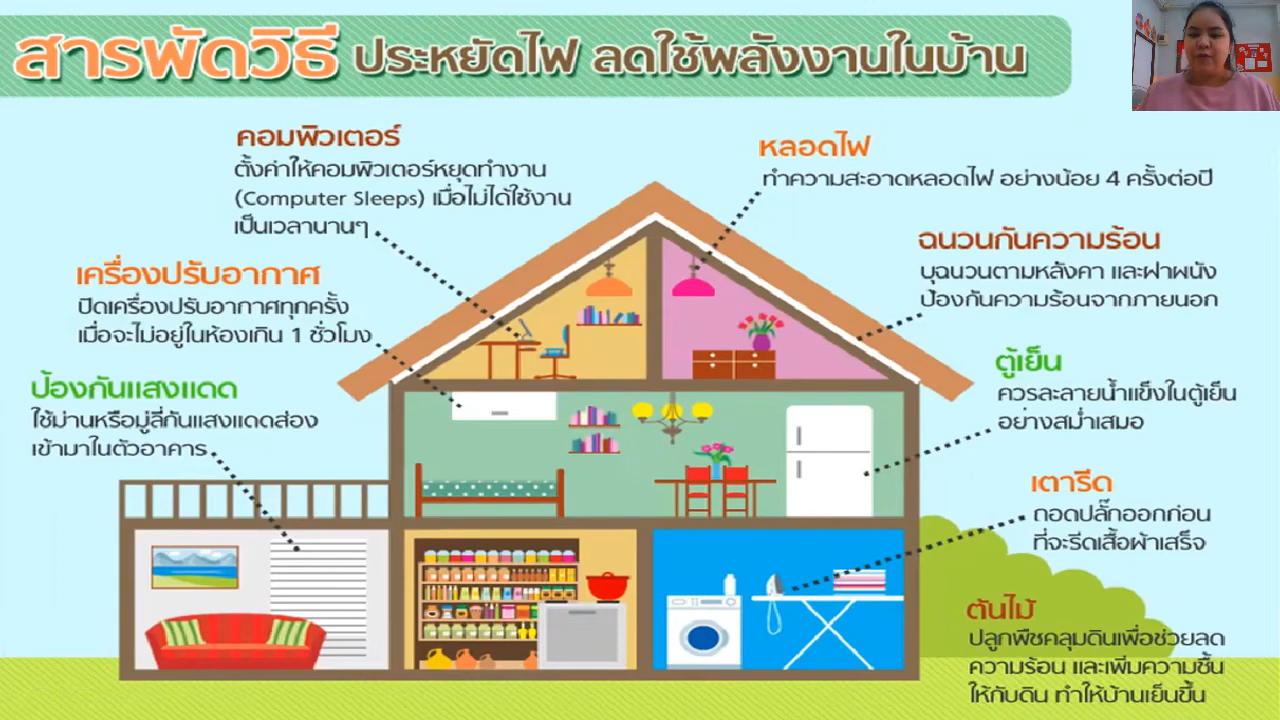 สารพัดวิธี ประหยัดไฟ ลดใช้พลังงานในบ้าน
คอมพิวเตอร์
ตั้งค่าให้คอมพิวเตอร์หยุดทำงาน
(Computer Sleeps) เมื่อไม่ได้ใช้งาน
เป็นเวลานานๆ
เครื่องปรับอากาศ
ปิดเครื่องปรับอากาศทุกครั้ง
เมื่อจะไม่อยู่ในห้องเกิน 1 ชั่วโมง
ป้องกันแสงแดด
ใช้ม่านหรือมู่ลี่กันแสงแดดส่อง
เข้ามาในตัวอาคาร
หลอดไฟ
ทำความสะอาดหลอดไฟ อย่างน้อย 4 ครั้งต่อปี
ฉนวนกันความร้อน
บุฉนวนตามหลังคา และฝาผนัง
ป้องกันความร้อนจากภายนอก
ตู้เย็น
ควรละลายน้ำแข็งในตู้เย็น
อย่างสม่ำเสมอ
เตารีด
ถอดปลั๊กออกก่อน
ที่จะรีดเสื้อผ้าเสร็จ
ต้นไม้
ปลูกพืชคลุมดินเพื่อช่วยลด
ความร้อน และเพิ่มความชื้น
ให้กับดิน ทำให้บ้านเย็นขึ้น